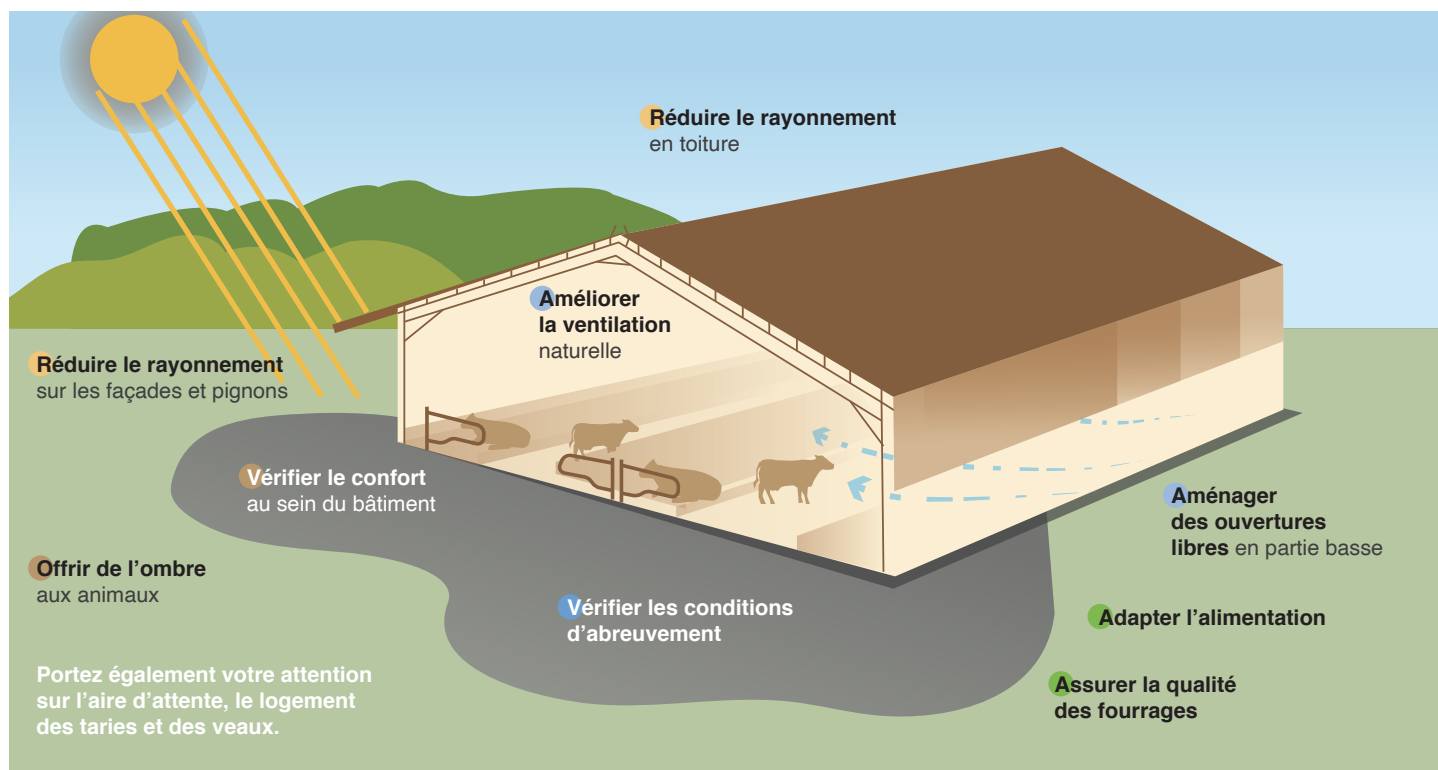 Réduire le rayonnement
en toiture
Améliorer
la ventilation
naturelle
Réduire le rayonnement
sur les façades et pignons
Vérifier le confort
au sein du bâtiment
Aménager
des ouvertures
libres en partie basse
Offrir de l'ombre
aux animaux
Vérifier les conditions
d'abreuvement
Adapter l'alimentation
Portez également votre attention
sur l'aire d'attente, le logement
des taries et des veaux.
Assurer la qualité
des fourrages